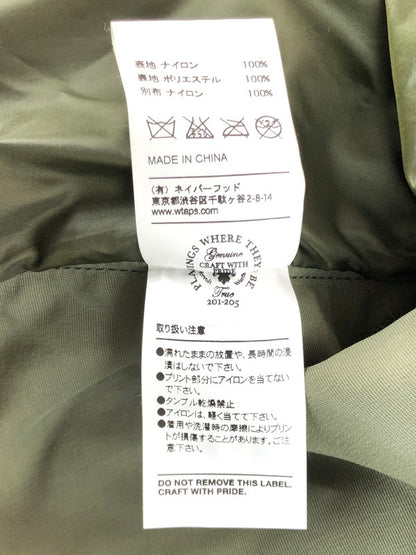 表地 ナイロン 100%
表地 ポリエステル 100%
別布 ナイロン 100%
MADE IN CHINA
(有) ネイバーフッド
東京都渋谷区千駄ヶ谷2-8-14
www.wtaps.com
PLACINGS WHERE THEY BE
Genuine
CRAFT WITH
PRIDE
True
201-205
取り扱い注意
●濡れたままの放置や、長時間の浸
漬はしないで下さい。
●プリント部分にアイロンを当てない
で下さい。
●タンブル乾燥禁止
●アイロンは、軽く当てて下さい。
●着用や洗濯時の摩擦によりプリン
トが損傷することがあります。ご注
意下さい。
DO NOT REMOVE THIS LABEL.
CRAFT WITH PRIDE.